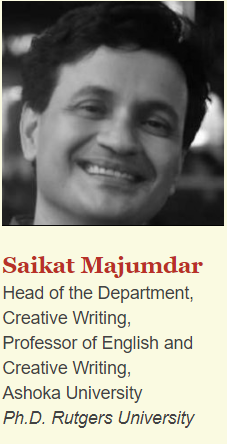 Saikat Majumdar
Head of the Department,
Creative Writing,
Professor of English and
Creative Writing,
Ashoka University
Ph.D. Rutgers University